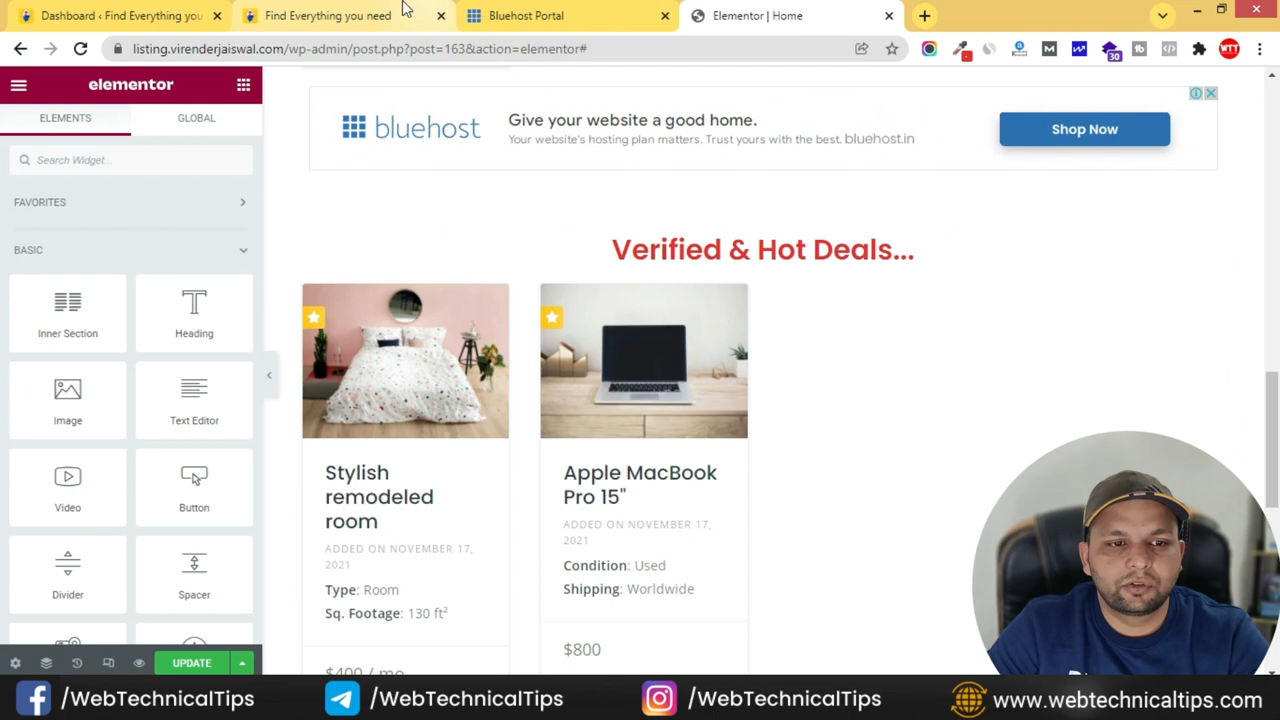 Dashboard ‹ Find Everything you
Find Everything you need
Bluehost Portal
Elementor | Home
listing.virenderjaiswal.com/wp-admin/post.php?post=163&action=elementor#
30
WTT
elementor
ELEMENTS
GLOBAL
Search Widget...
FAVORITES
BASIC
Inner Section
Heading
Image
Text Editor
Video
Button
Divider
Spacer
UPDATE
bluehost
Give your website a good home.
Your website's hosting plan matters. Trust yours with the best. bluehost.in
Shop Now
Verified & Hot Deals...
Stylish
remodeled
room
ADDED ON NOVEMBER 17,
2021
Type: Room
Sq. Footage: 130 ft²
$400 / mo
Apple MacBook
Pro 15"
ADDED ON NOVEMBER 17,
2021
Condition: Used
Shipping: Worldwide
$800
/WebTechnicalTips
/WebTechnicalTips
/WebTechnicalTips
www.webtechnicaltips.com